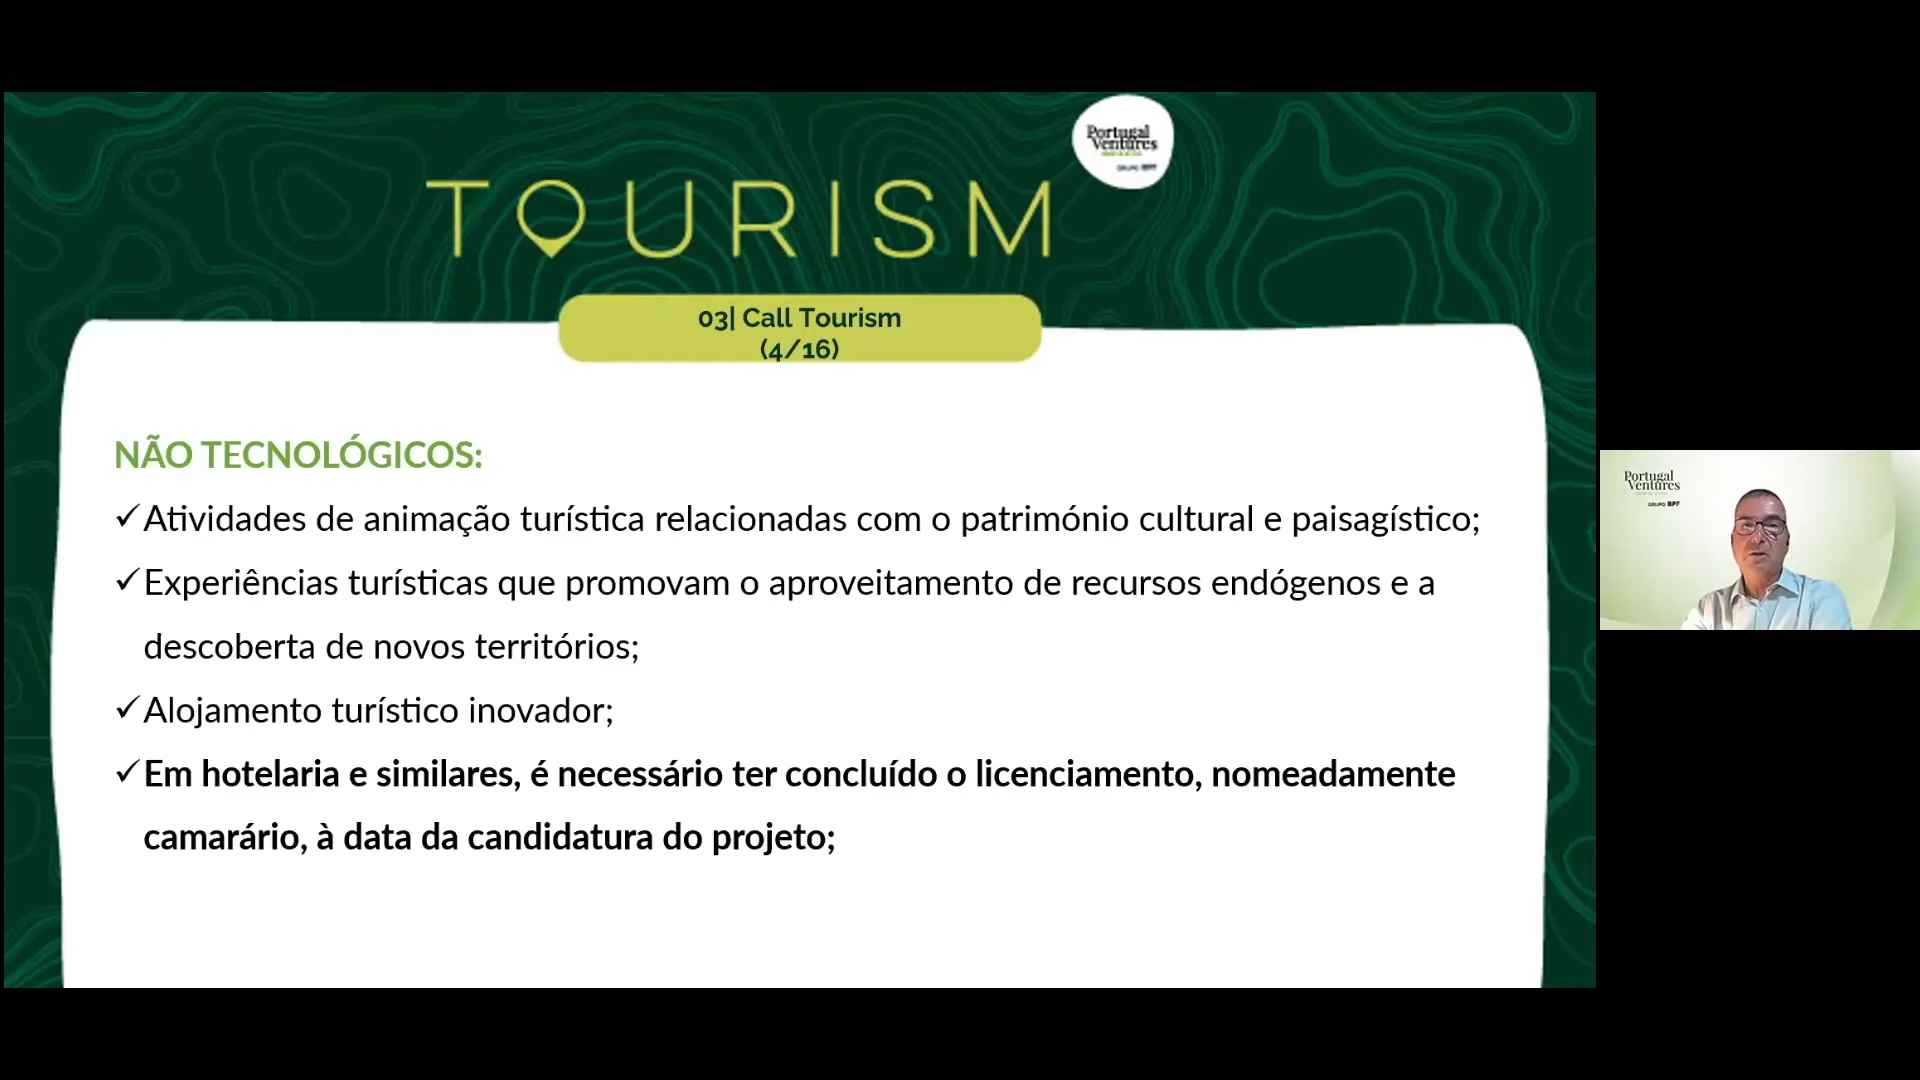 Portugal
Ventures
GRUPO BPF
TOURISM
03| Call Tourism
(4/16)
NÃO TECNOLÓGICOS:
✓Atividades de animação turística relacionadas com o património cultural e paisagístico;
✓Experiências turísticas que promovam o aproveitamento de recursos endógenos e a
descoberta de novos territórios;
✓Alojamento turístico inovador;
✓Em hotelaria e similares, é necessário ter concluído o licenciamento, nomeadamente
camarário, à data da candidatura do projeto;
Portugal
Ventures
GRUPO BPF